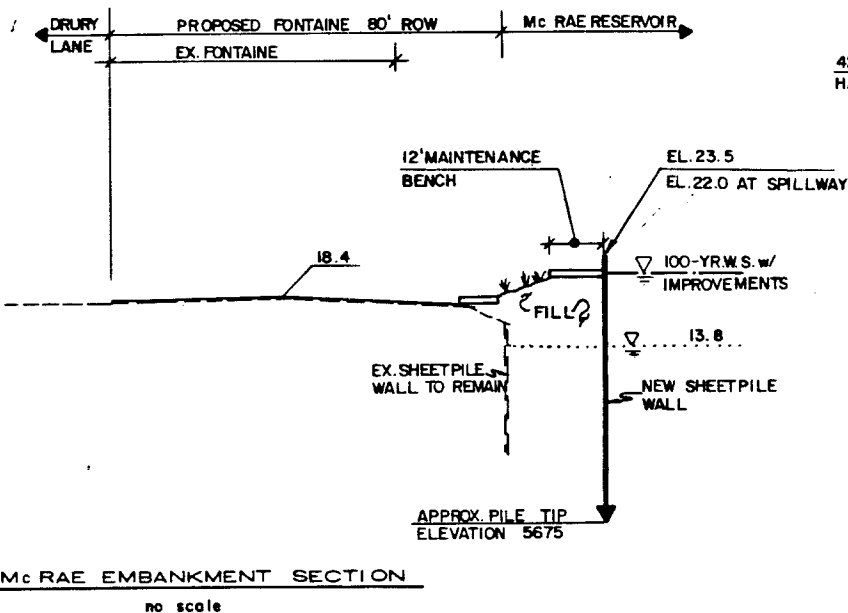 DRURY LANE
PROPOSED FONTAINE 80' ROW
Mc RAE RESERVOIR
EX. FONTAINE
12' MAINTENANCE
BENCH
EL. 23.5
EL. 22.0 AT SPILLWAY
18.4
100-YR.W.S. w/
IMPROVEMENTS
FILL
13.8
EX. SHEETPILE
WALL TO REMAIN
NEW SHEETPILE
WALL
APPROX. PILE TIP
ELEVATION 5675
Mc RAE EMBANKMENT SECTION
no scale